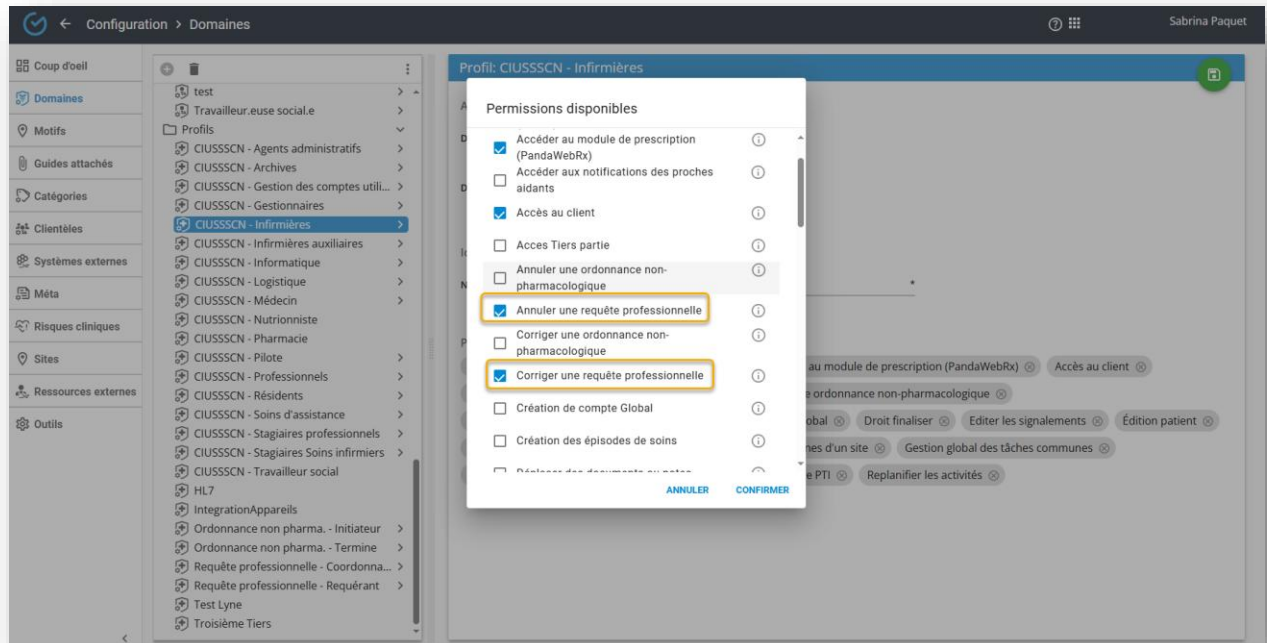 Configuration > Domaines
Sabrina Paquet
Coup d'oeil
Domaines
Motifs
Guides attachés
Catégories
Clientèles
Systèmes externes
Méta
Risques cliniques
Sites
Ressources externes
Outils
test
Travailleur.euse social.e
Profils
CIUSSSCN - Agents administratifs
CIUSSSCN - Archives
CIUSSSCN - Gestion des comptes utili...
CIUSSSCN - Gestionnaires
CIUSSSCN - Infirmières
CIUSSSCN - Infirmières auxiliaires
CIUSSSCN - Informatique
CIUSSSCN - Logistique
CIUSSSCN - Médecin
CIUSSSCN - Nutrionniste
CIUSSSCN - Pharmacie
CIUSSSCN - Pilote
CIUSSSCN - Professionnels
CIUSSSCN - Résidents
CIUSSSCN - Soins d'assistance
CIUSSSCN - Stagiaires professionnels
CIUSSSCN - Stagiaires Soins infirmiers
CIUSSSCN - Travailleur social
HL7
IntegrationAppareils
Ordonnance non pharma. - Initiateur
Ordonnance non pharma. - Termine
Requête professionnelle - Coordonna...
Requête professionnelle - Requérant
Test Lyne
Troisième Tiers
Profil: CIUSSSCN - Infirmières
Permissions disponibles
Accéder au module de prescription
(PandaWebRx)
Accéder aux notifications des proches
aidants
Accès au client
Acces Tiers partie
Annuler une ordonnance non-
pharmacologique
Annuler une requête professionnelle
Corriger une ordonnance non-
pharmacologique
Corriger une requête professionnelle
Création de compte Global
Création des épisodes de soins
ANNULER CONFIRMER
*
au module de prescription (PandaWebRx) Accès au client
ordonnance non-pharmacologique
obal Droit finaliser Editer les signalements Édition patient
nes d'un site Gestion global des tâches communes
PTI Replanifier les activités